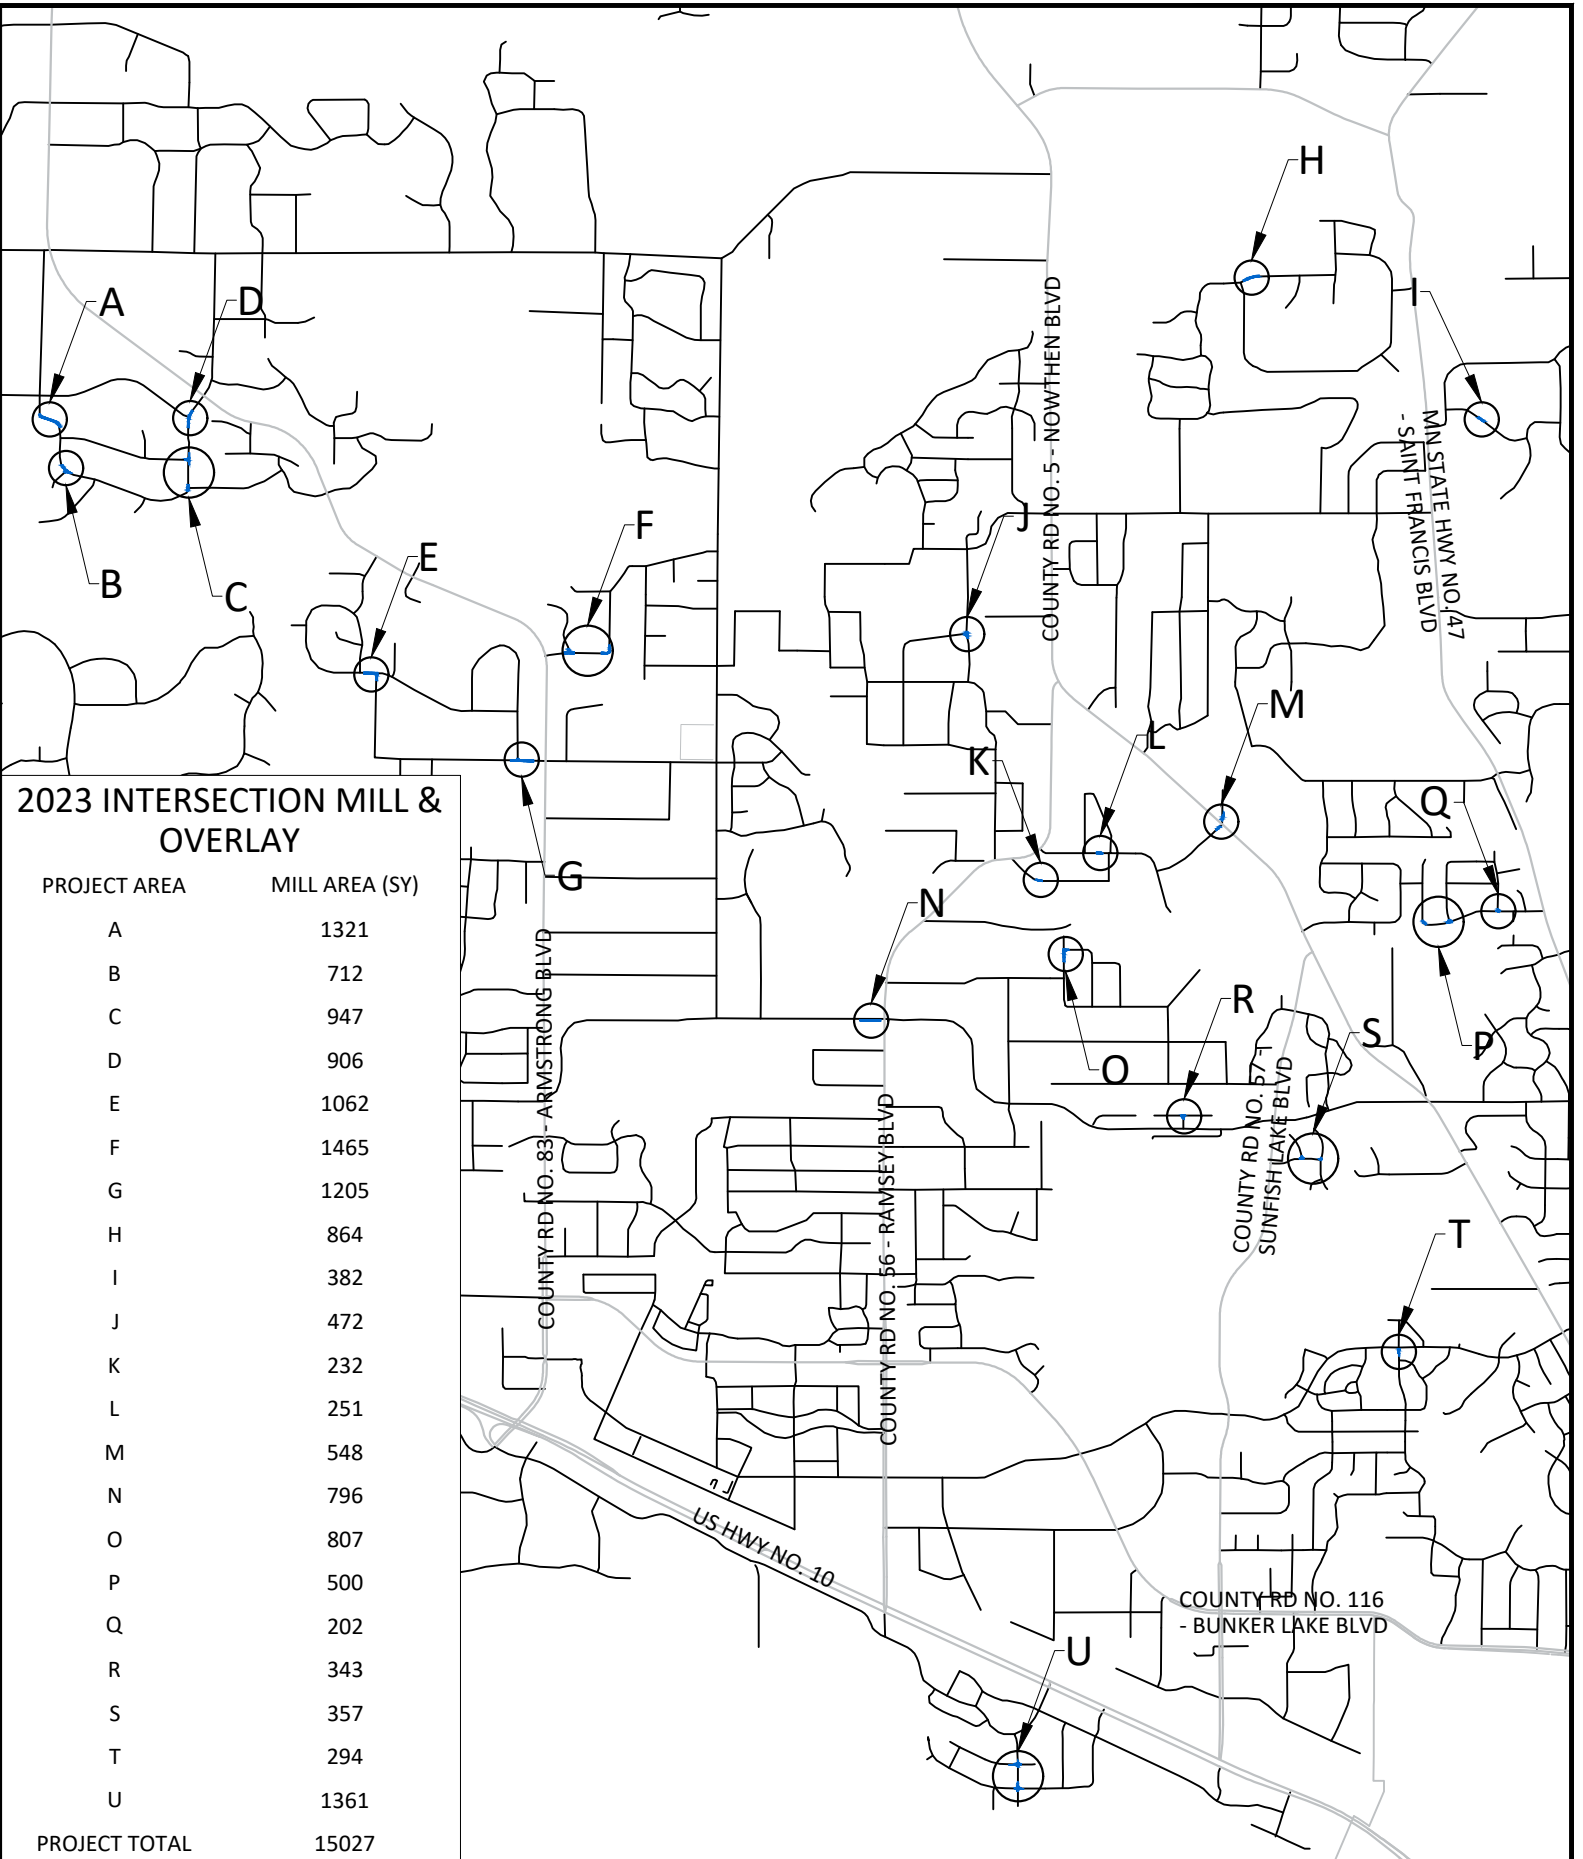 H
A
D
I
COUNTY RD NO. 5 - NOWTHEN BLVD
MN STATE HWY NO. 47
- SAINT FRANCIS BLVD
J
F
E
B
C
M
L
K
Q
2023 INTERSECTION MILL &
OVERLAY
PROJECT AREA MILL AREA (SY)
A 1321
B 712
C 947
D 906
E 1062
F 1465
G 1205
H 864
I 382
J 472
K 232
L 251
M 548
N 796
O 807
P 500
Q 202
R 343
S 357
T 294
U 1361
PROJECT TOTAL 15027
G
N
R
S
P
O
COUNTY RD NO. 83 - ARMSTRONG BLVD
COUNTY RD NO. 56 - RAMSEY BLVD
COUNTY RD NO. 57 -
SUNFISH LAKE BLVD
T
US HWY NO. 10
COUNTY RD NO. 116
- BUNKER LAKE BLVD
U